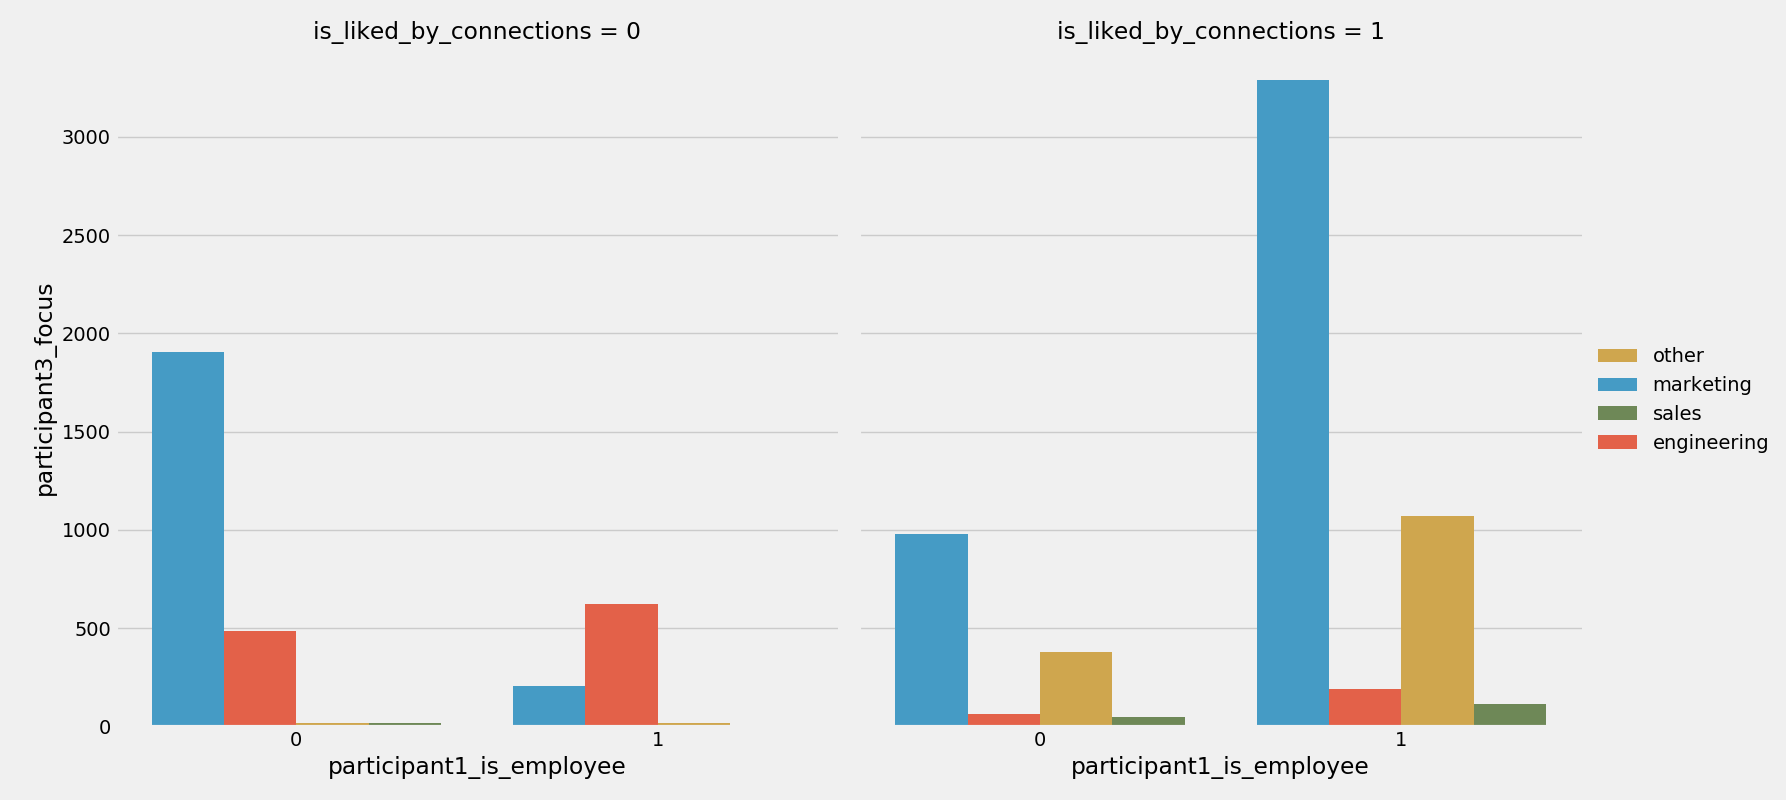 is_liked_by_connections = 0
is_liked_by_connections = 1
3000
2500
2000
1500
1000
500
0
participant3_focus
0
1
0
1
participant1_is_employee
participant1_is_employee
other
marketing
sales
engineering